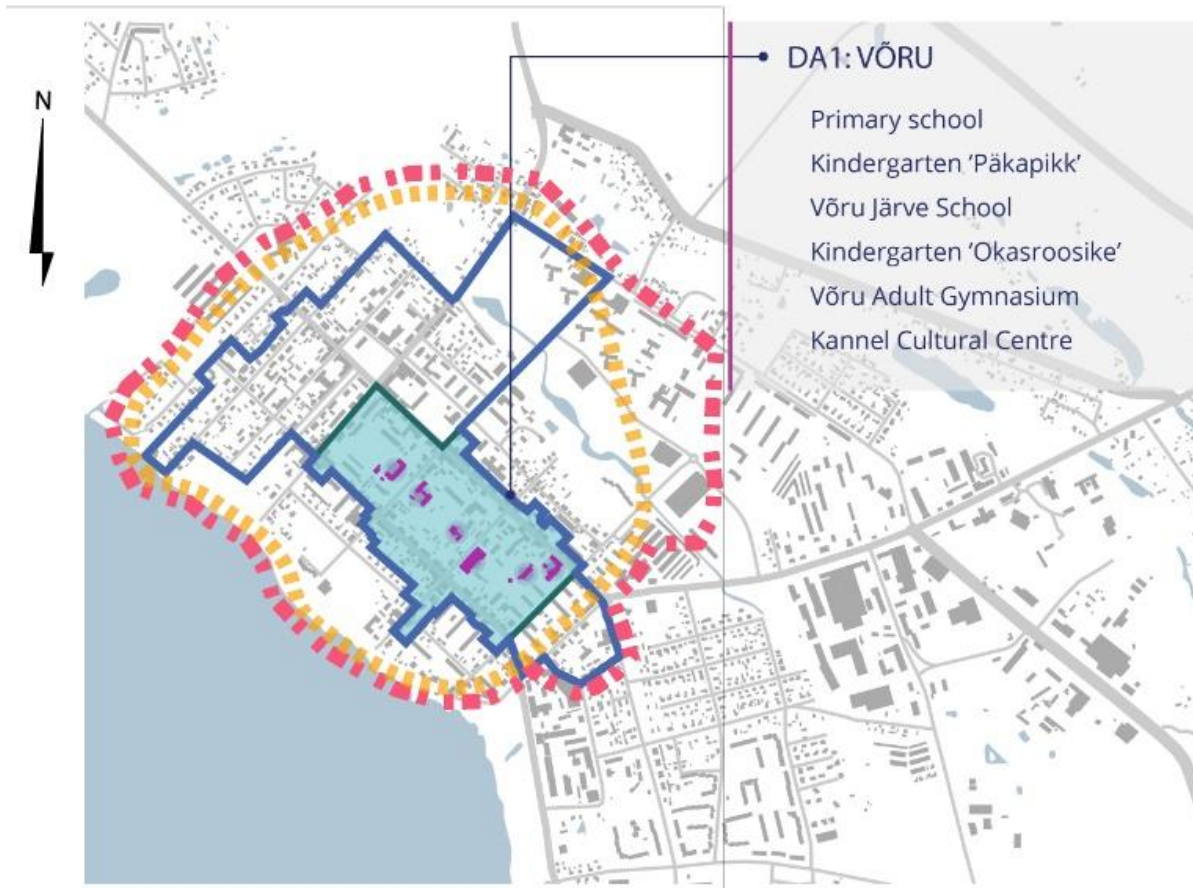 N
DA1: VÕRU
Primary school
Kindergarten ’Päkapikk’
Võru Järve School
Kindergarten ‘Okasroosike’
Võru Adult Gymnasium
Kannel Cultural Centre